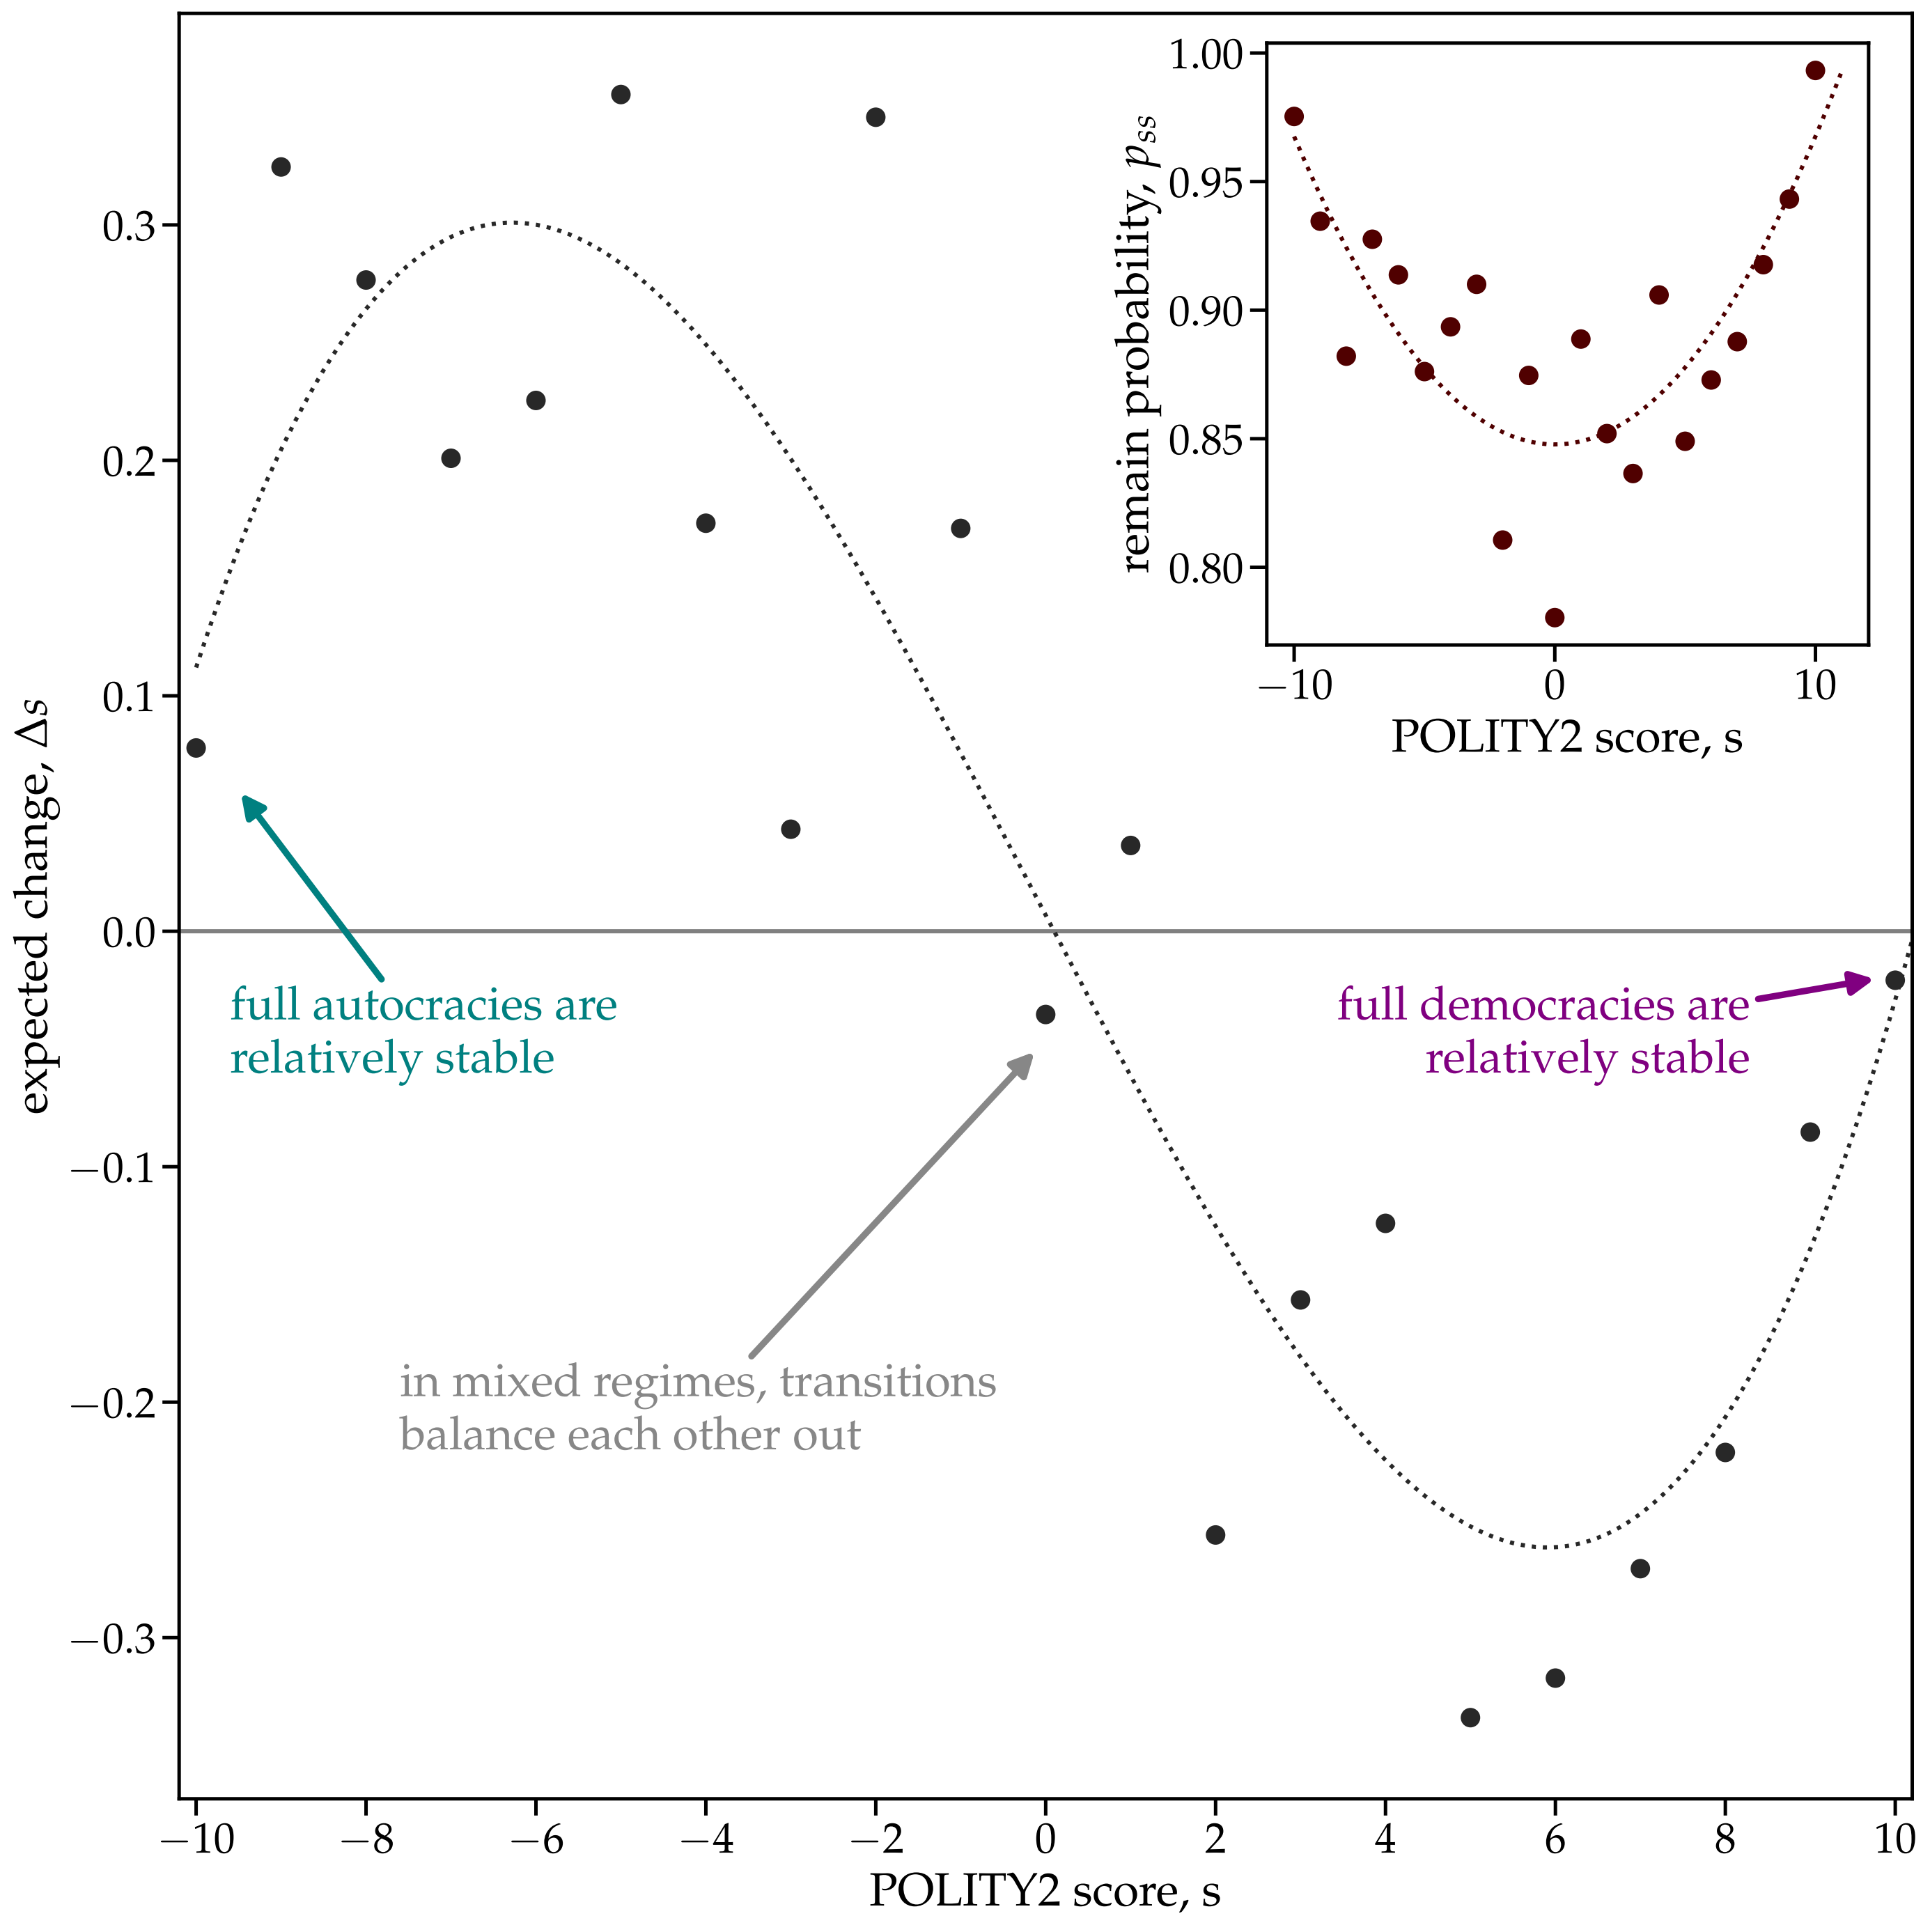 1.00
0.95
0.90
0.85
0.80
remain probability, pss
−10 0 10
POLITY2 score, s
0.3
0.2
0.1
0.0
−0.1
−0.2
−0.3
expected change, Δs
full autocracies are
relatively stable
full democracies are
relatively stable
in mixed regimes, transitions
balance each other out
−10 −8 −6 −4 −2 0 2 4 6 8 10
POLITY2 score, s